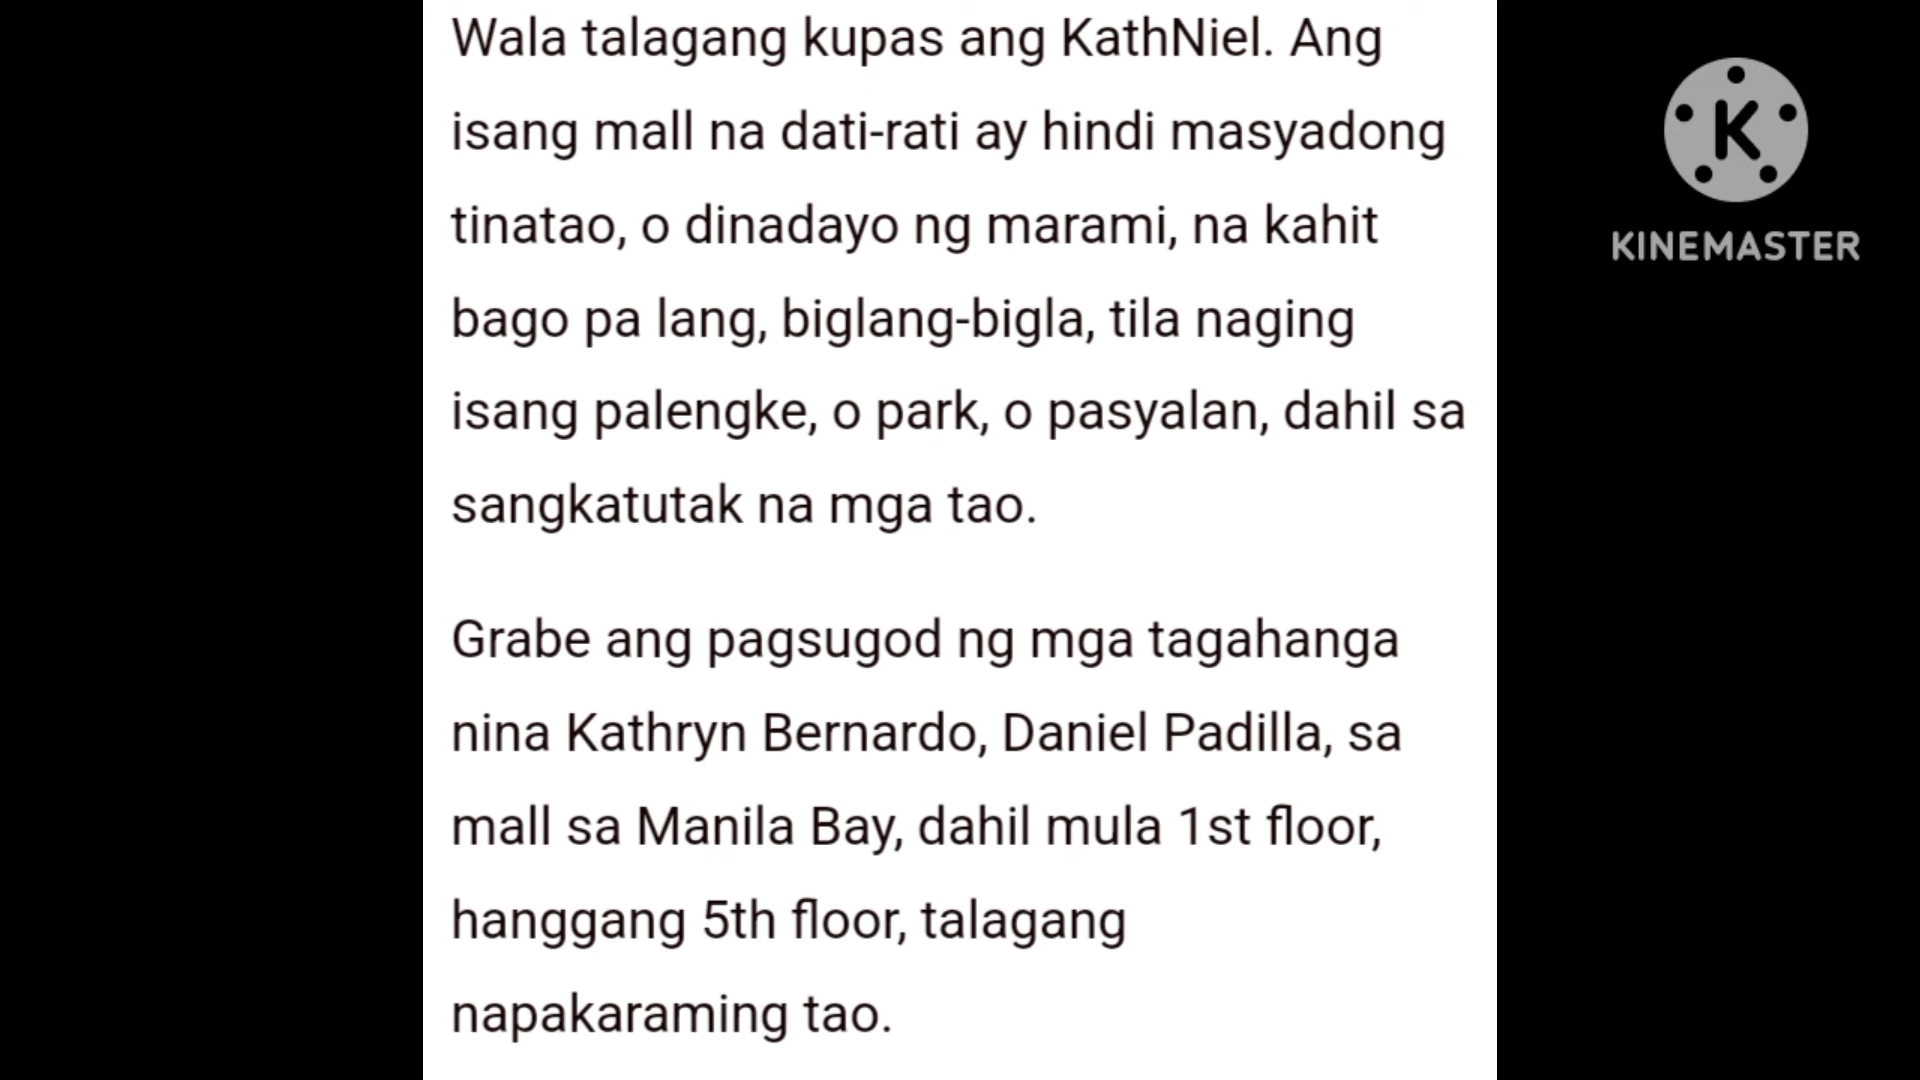 Wala talagang kupas ang KathNiel. Ang
isang mall na dati-rati ay hindi masyadong
tinatao, o dinadayo ng marami, na kahit
bago pa lang, biglang-bigla, tila naging
isang palengke, o park, o pasyalan, dahil sa
sangkatutak na mga tao.
Grabe ang pagsugod ng mga tagahanga
nina Kathryn Bernardo, Daniel Padilla, sa
mall sa Manila Bay, dahil mula 1st floor,
hanggang 5th floor, talagang
napakaraming tao.
K
KINEMASTER